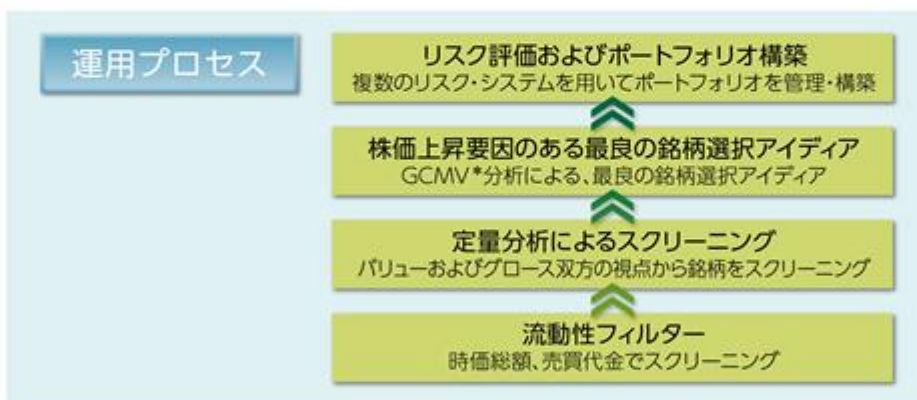 運用プロセス
リスク評価およびポートフォリオ構築
複数のリスク・システムを用いてポートフォリオを管理・構築
株価上昇要因のある最良の銘柄選択アイディア
GCMV*分析による、最良の銘柄選択アイディア
定量分析によるスクリーニング
バリューおよびグロース双方の視点から銘柄をスクリーニング
流動性フィルター
時価総額、売買代金でスクリーニング